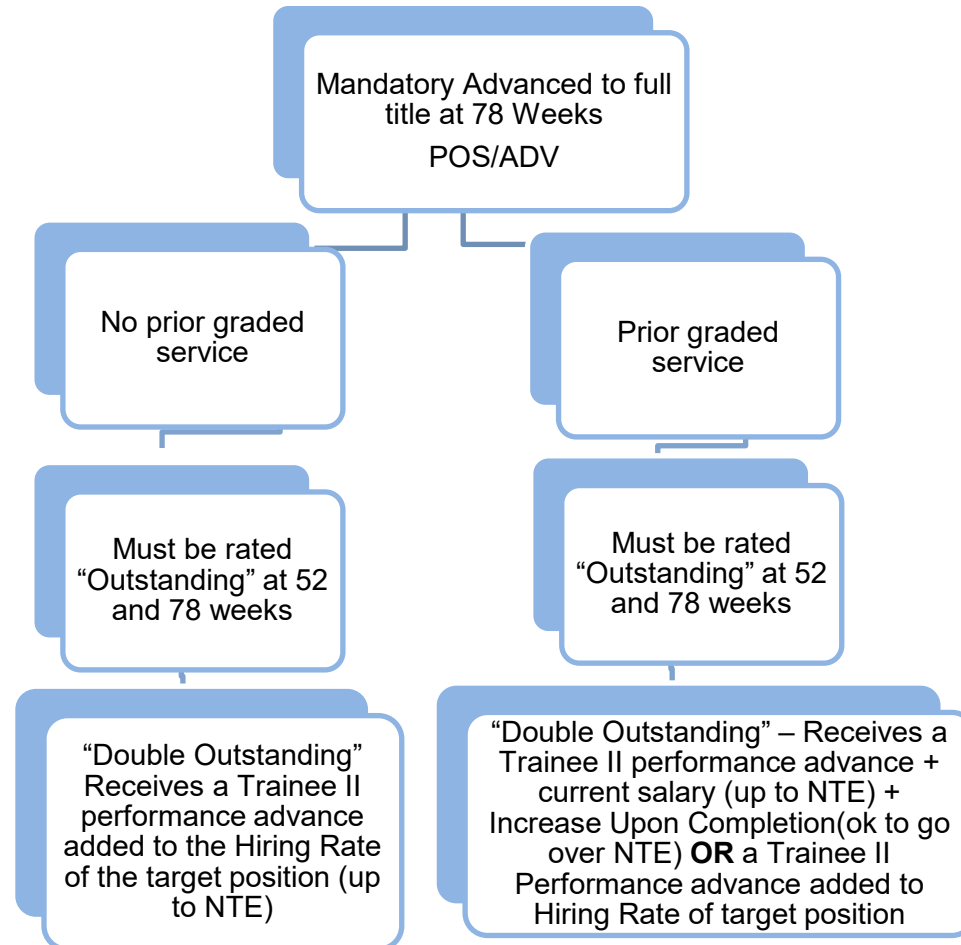 Mandatory Advanced to full
title at 78 Weeks
POS/ADV
No prior graded
service
Prior graded
service
Must be rated
“Outstanding” at 52
and 78 weeks
Must be rated
“Outstanding” at 52
and 78 weeks
“Double Outstanding”
Receives a Trainee II
performance advance
added to the Hiring Rate
of the target position (up
to NTE)
“Double Outstanding” – Receives a
Trainee II performance advance +
current salary (up to NTE) +
Increase Upon Completion(ok to go
over NTE) OR a Trainee II
Performance advance added to
Hiring Rate of target position